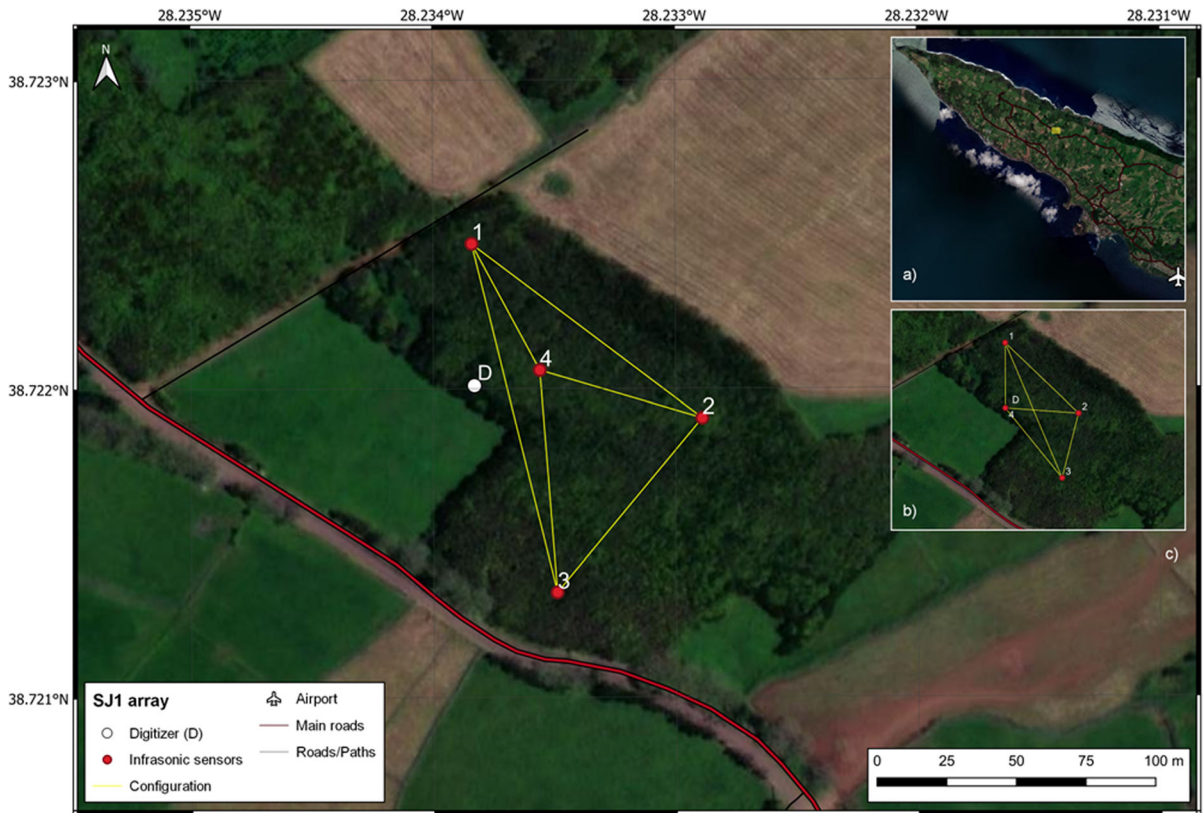 28.235°W 28.234°W 28.233°W 28.232°W 28.231°W
38.723°N
38.722°N
38.721°N
N
1
4
D
2
3
a)
1
D
2
4
3
b)
c)
SJ1 array
Digitizer (D)
Infrasonic sensors
Configuration
Airport
Main roads
Roads/Paths
0 25 50 75 100 m